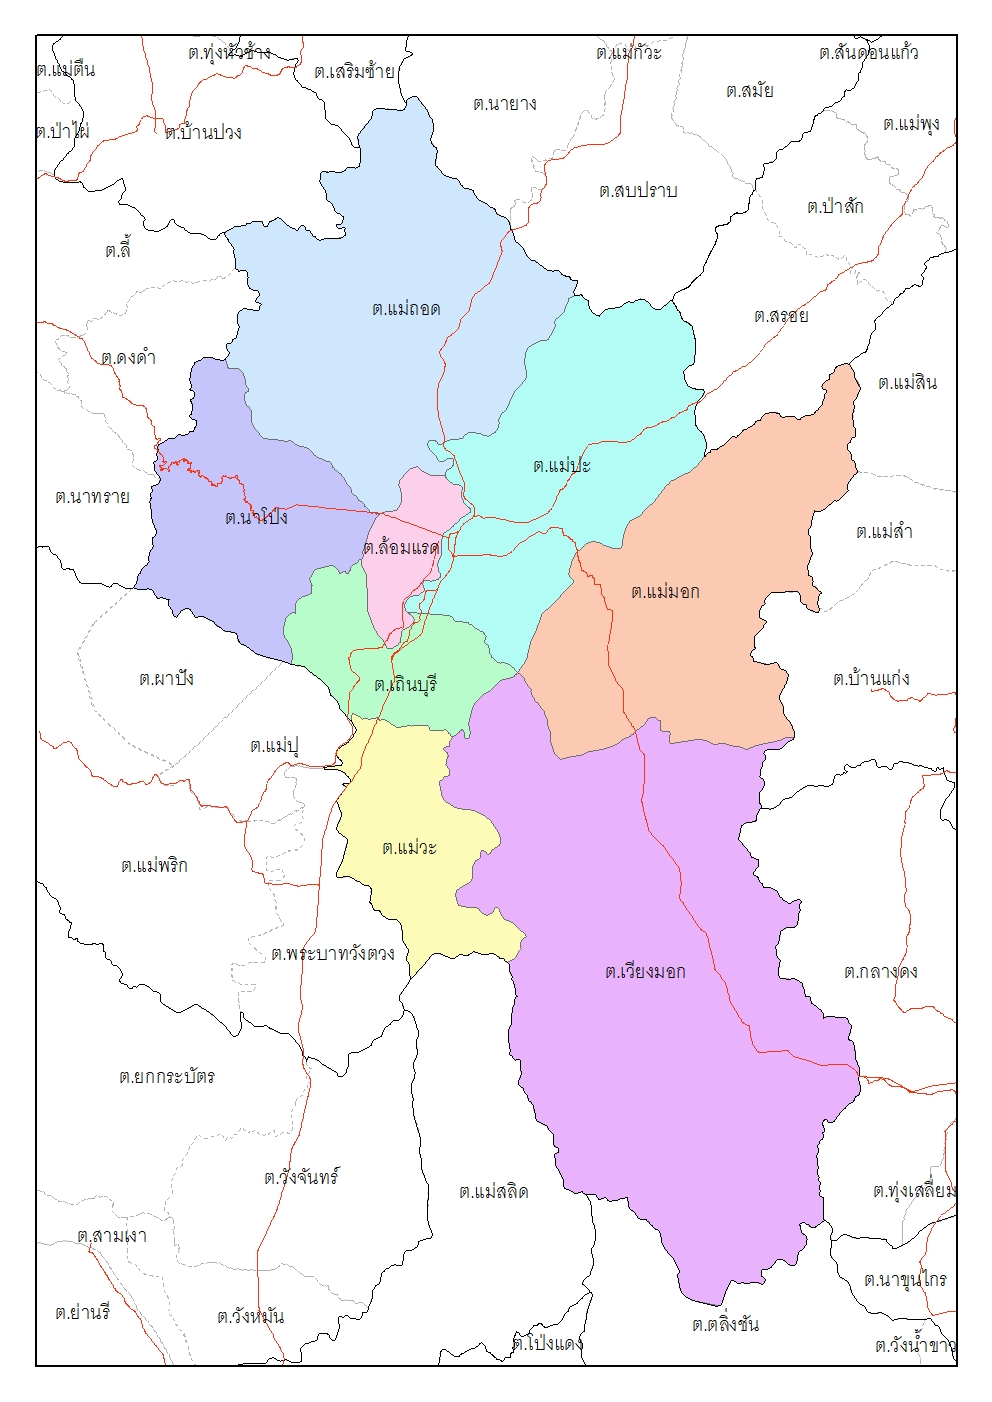 ต.ทุ่งหัวช้าง
ต.แม่กัวะ
ต.สันดอนแก้ว
ต.แม่ตืน
ต.เสริมซ้าย
ต.สมัย
ต.นายาง
ต.แม่พุง
ต.ป่าไผ่
ต.บ้านปวง
ต.สบปราบ
ต.ป่าสัก
ต.ลี้
ต.แม่ถอด
ต.สรอย
ต.ดงดำ
ต.แม่สิน
ต.แม่ปะ
ต.นาทราย
ต.นาโป่ง
ต.แม่สำ
ต.ล้อมแรด
ต.แม่มอก
ต.ผาปัง
ต.บ้านแก่ง
ต.เถินบุรี
ต.แม่ปุ
ต.แม่วะ
ต.แม่พริก
ต.พระบาทวังตวง
ต.เวียงมอก
ต.กลางดง
ต.ยกกระบัตร
ต.วังจันทร์
ต.แม่สลิด
ต.ทุ่งเสลี่ยม
ต.สามเงา
ต.นาขุนไกร
ต.ย่านรี
ต.วังหมัน
ต.ตลิ่งชัน
ต.โป่งแดง
ต.วังน้ำขาว